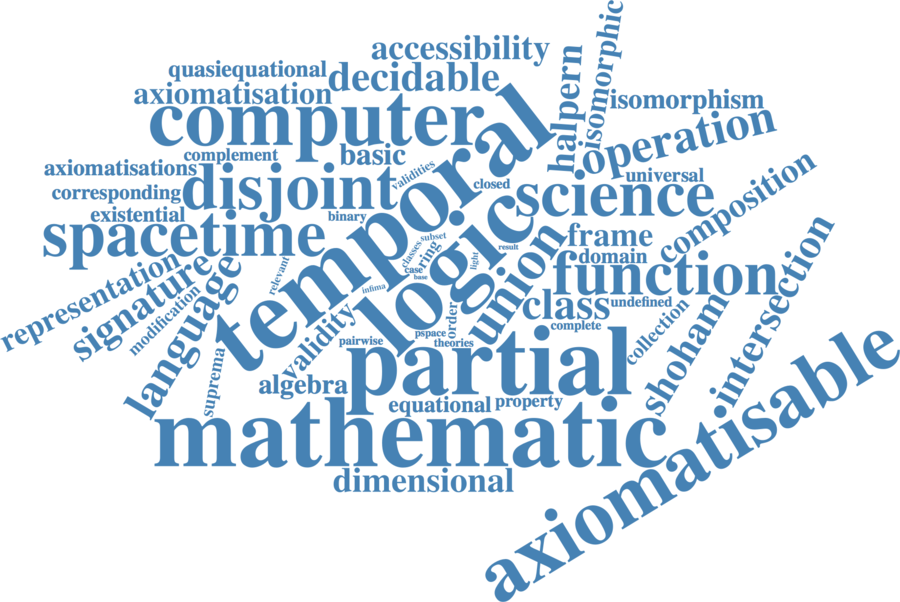 accessibility
quasiequational
decidable
axiomatisation
computer
halpern
isomorphic
isomorphism
operation
complement
basic
axiomatisations
validities
closed
universal
corresponding
disjoint
temporal
science
existential
binary
composition
spacetime
logic
subset
classes
ring
result
light
frame
domain
union
representation
signature
modification
relevant
case
base
infima
function
language
validity
order
class
undefined
complete
collection
intersection
suprema
pairwise
pspace
theories
shoham
algebra
partial
equational
property
mathematic
axiomatisable
dimensional